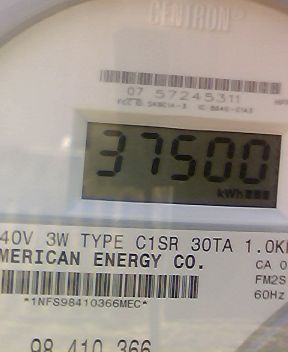 CENTRON®
07 57245311
37500
kWh
40V 3W TYPE C1SR 30TA 1.0K
MERICAN ENERGY CO.
CA 0
FM2S
60Hz
*1NFS98410366MEC*
98 410 366